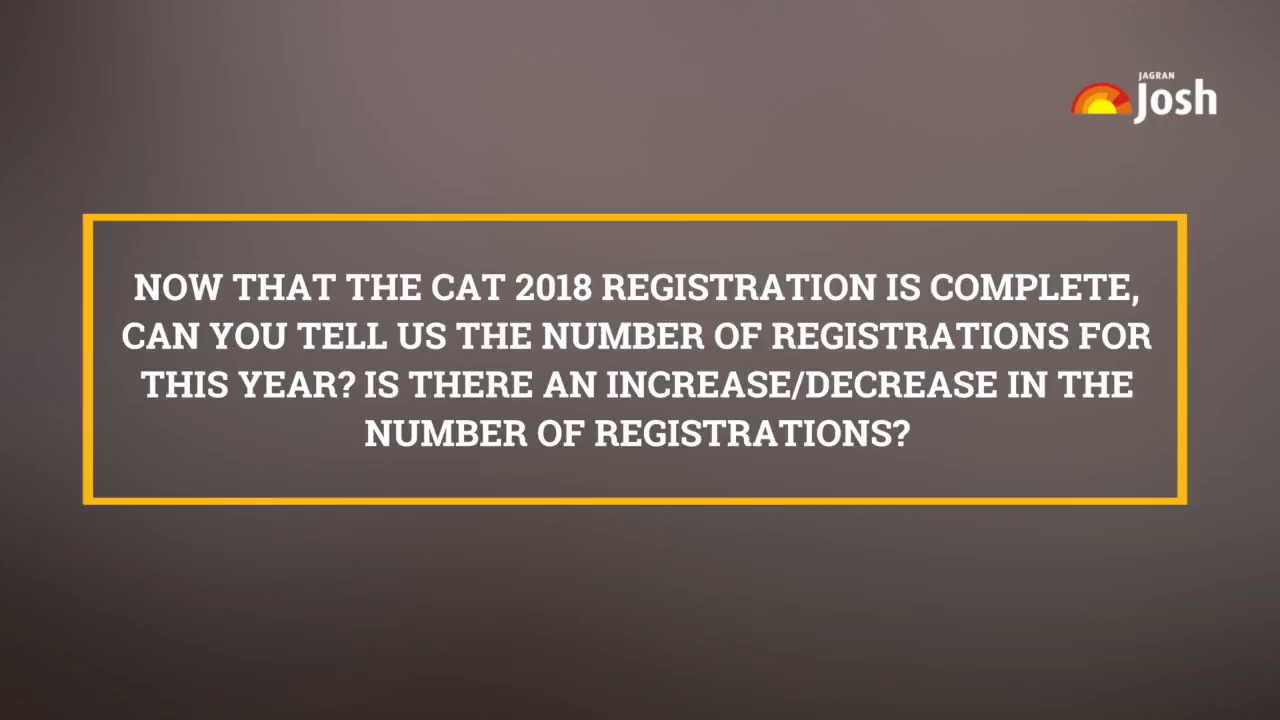 JAGRAN
Josh
NOW THAT THE CAT 2018 REGISTRATION IS COMPLETE,
CAN YOU TELL US THE NUMBER OF REGISTRATIONS FOR
THIS YEAR? IS THERE AN INCREASE/DECREASE IN THE
NUMBER OF REGISTRATIONS?